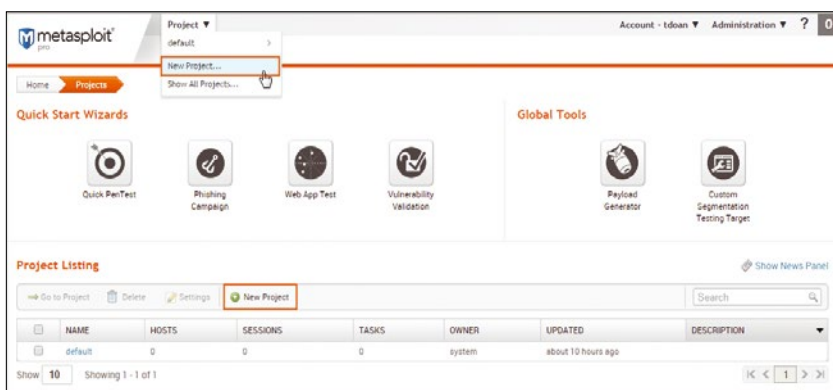 metasploit®
pro
Project ▼
Account - tdoan ▼
Administration ▼
?
0
default >
New Project...
Show All Projects...
Home
Projects
Quick Start Wizards
Global Tools
Quick PenTest
Phishing
Campaign
Web App Test
Vulnerability
Validation
Payload
Generator
Custom
Segmentation
Testing Target
Project Listing
Show News Panel
Go to Project
Delete
Settings
New Project
Search
NAME HOSTS SESSIONS TASKS OWNER UPDATED DESCRIPTION
default 0 0 0 system about 10 hours ago
Show 10 Showing 1 - 1 of 1
1